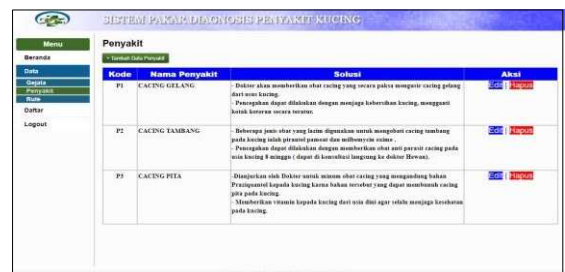 SISTEM PAKAR DIAGNOSIS PENYAKIT KUCING
Menu
Beranda
Data
Gejala
Penyakit
Rule
Daftar
Logout
Penyakit
+ Tambah Data Penyakit
Kode Nama Penyakit Solusi Aksi
P1 CACING GELANG - Dokter akan memberikan obat cacing yang secara paksa mengusir cacing gelang Edit | Hapus
dari usus kucing.
- Pencegahan dapat dilakukan dengan menjaga kebersihan kucing, mengganti
kotak kotoran secara teratur.
P2 CACING TAMBANG - Beberapa jenis obat yang lazim digunakan untuk mengobati cacing tambang Edit | Hapus
pada kucing ialah pirantel pamoat dan milbemycin oxime .
- Pencegahan dapat dilakukan dengan memberikan obat anti parasit cacing pada
usia kucing 8 minggu ( dapat di konsultasi langsung ke dokter Hewan).
P3 CACING PITA -Dianjurkan oleh Dokter untuk minum obat cacing yang mengandung bahan Edit | Hapus
Praziquantel kepada kucing karna bahan tersebut yang dapat membunuh cacing
pita pada kucing.
- Memberikan vitamin kepada kucing dari usia dini agar selalu menjaga kesehatan
pada kucing.